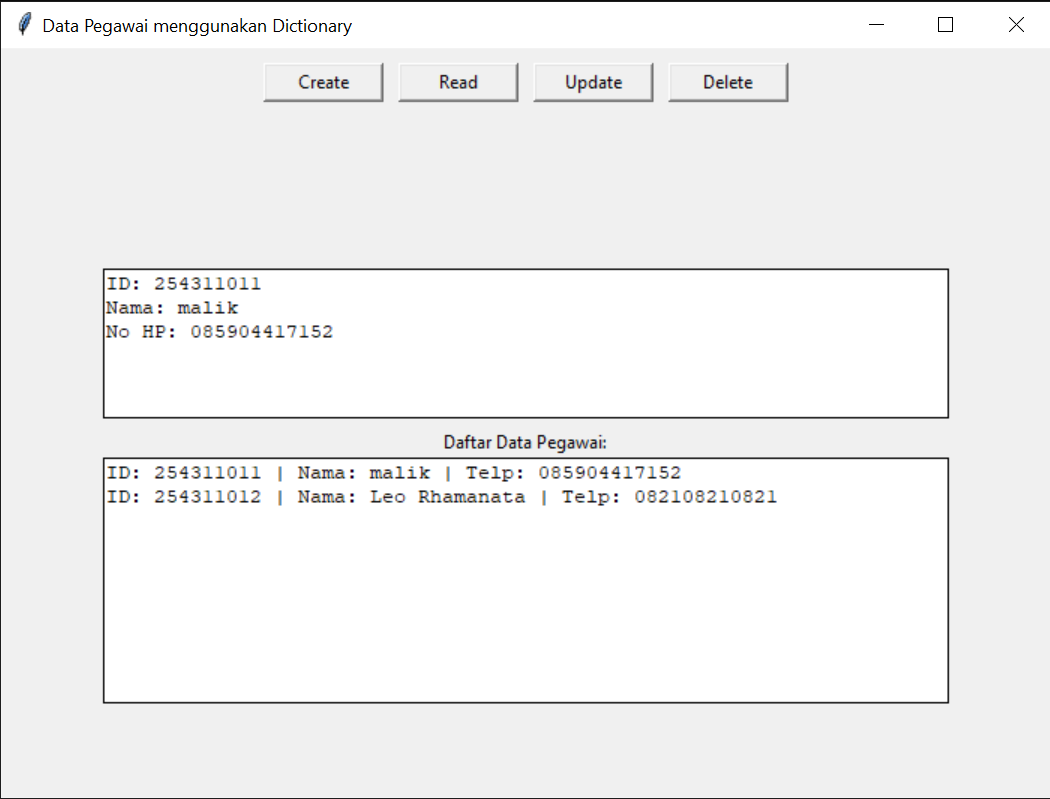 Data Pegawai menggunakan Dictionary
Create Read Update Delete
ID: 254311011
Nama: malik
No HP: 085904417152
Daftar Data Pegawai:
ID: 254311011 | Nama: malik | Telp: 085904417152
ID: 254311012 | Nama: Leo Rhamanata | Telp: 082108210821